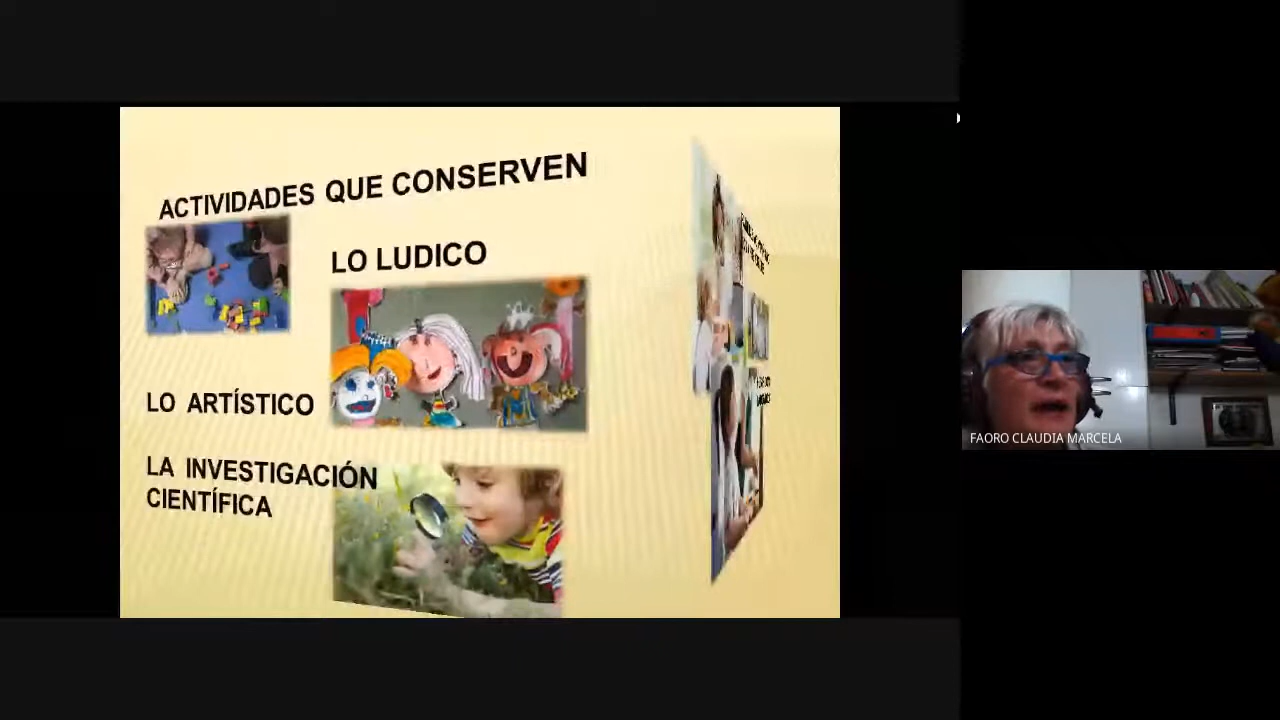 ACTIVIDADES QUE CONSERVEN
LO LUDICO
LO ARTÍSTICO
LA INVESTIGACIÓN
CIENTÍFICA
FAORO CLAUDIA MARCELA